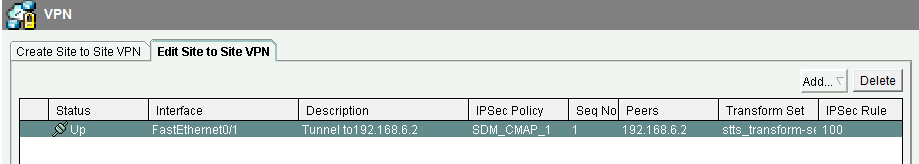 VPN
Create Site to Site VPN Edit Site to Site VPN
Add... Delete
Status Interface Description IPSec Policy Seq No Peers Transform Set IPSec Rule
Up FastEthernet0/1 Tunnel to192.168.6.2 SDM_CMAP_1 1 192.168.6.2 stts_transform-se 100